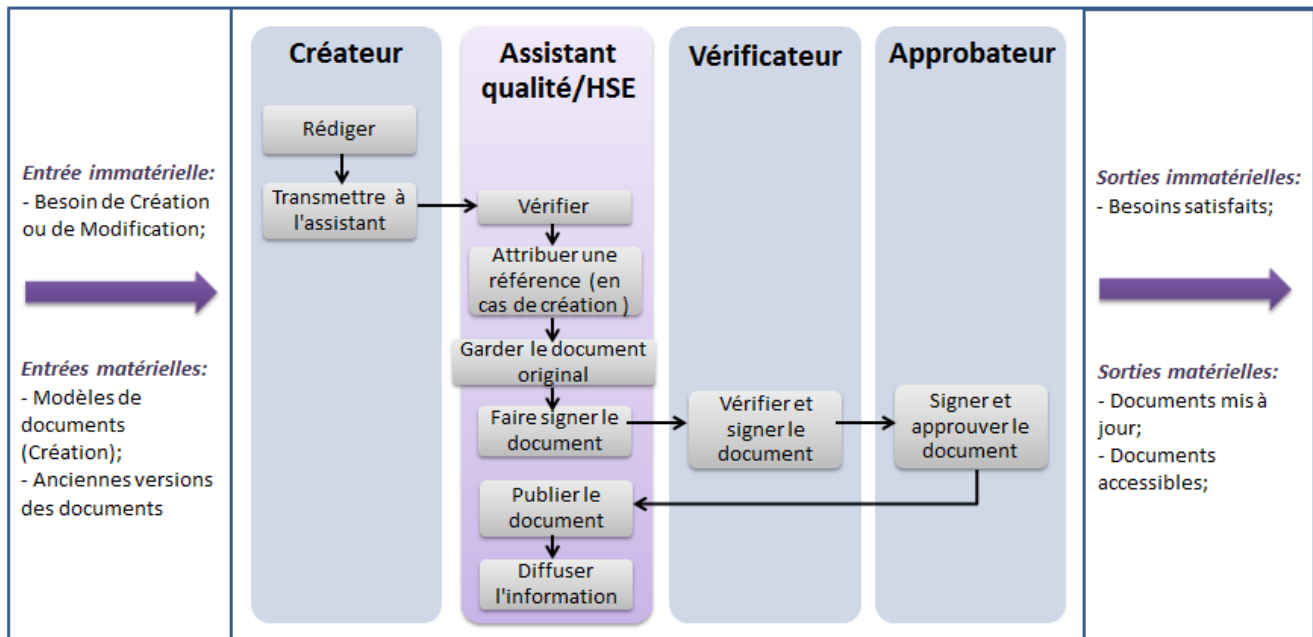 Entrée immatérielle:
- Besoin de Création
ou de Modification;
Entrées matérielles:
- Modèles de
documents
(Création);
- Anciennes versions
des documents
Créateur
Rédiger
Transmettre à
l'assistant
Assistant
qualité/HSE
Vérifier
Attribuer une
référence (en
cas de création )
Garder le document
original
Faire signer le
document
Publier le
document
Diffuser
l'information
Vérificateur
Vérifier et
signer le
document
Approbateur
Signer et
approuver le
document
Sorties immatérielles:
- Besoins satisfaits;
Sorties matérielles:
- Documents mis à
jour;
- Documents
accessibles;